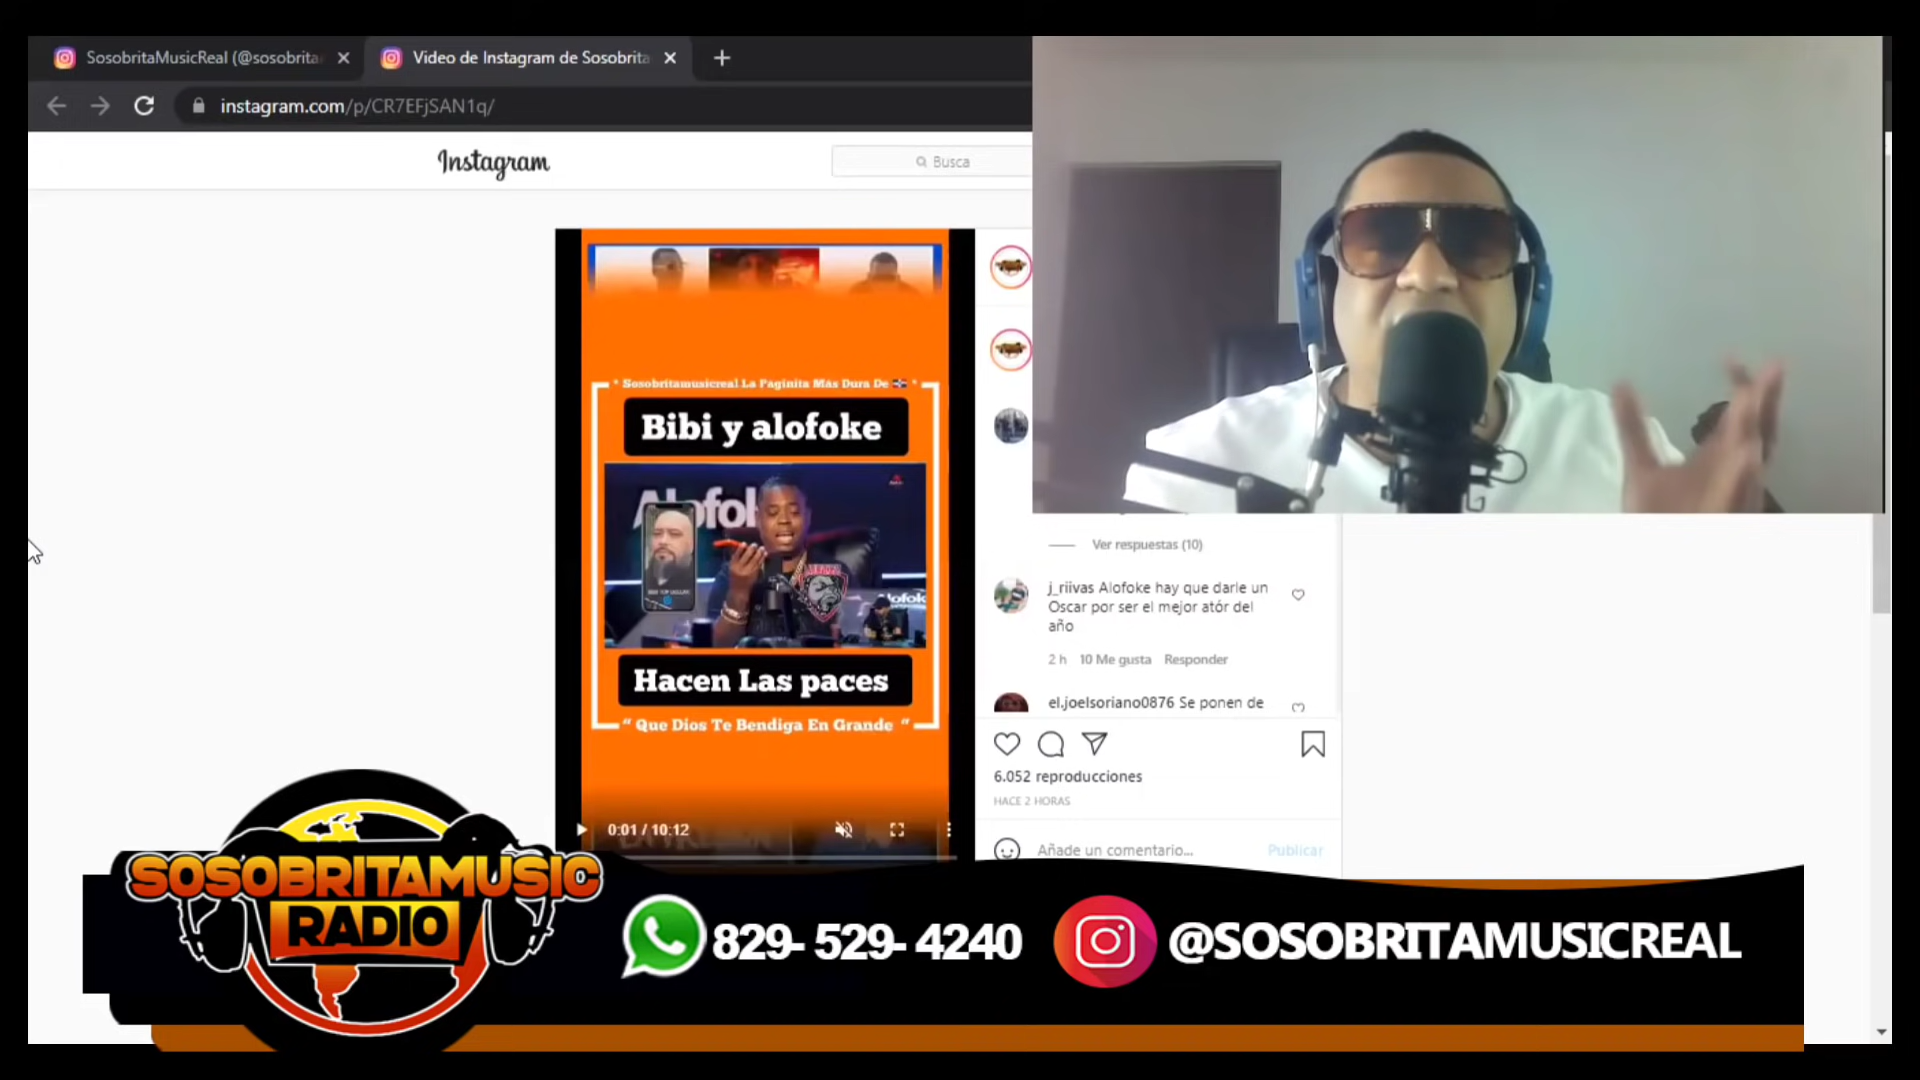 SosobritaMusicReal (@sosobrita
Video de Instagram de Sosobrita
instagram.com/p/CR7EFjSAN1q/
Instagram
Busca
* Sosobritamusicreal La Paginita Más Dura De 🇩🇴 *
Bibi y alofoke
Alofok
Alofok
Hacen Las paces
“ Que Dios Te Bendiga En Grande ”
0:01 / 10:12
Ver respuestas (10)
j_riivas Alofoke hay que darle un
Oscar por ser el mejor atór del
año
2 h 10 Me gusta Responder
el.joelsoriano0876 Se ponen de
6.052 reproducciones
HACE 2 HORAS
Añade un comentario...
Publicar
SOSOBRITAMUSIC
RADIO
829- 529- 4240
@SOSOBRITAMUSICREAL